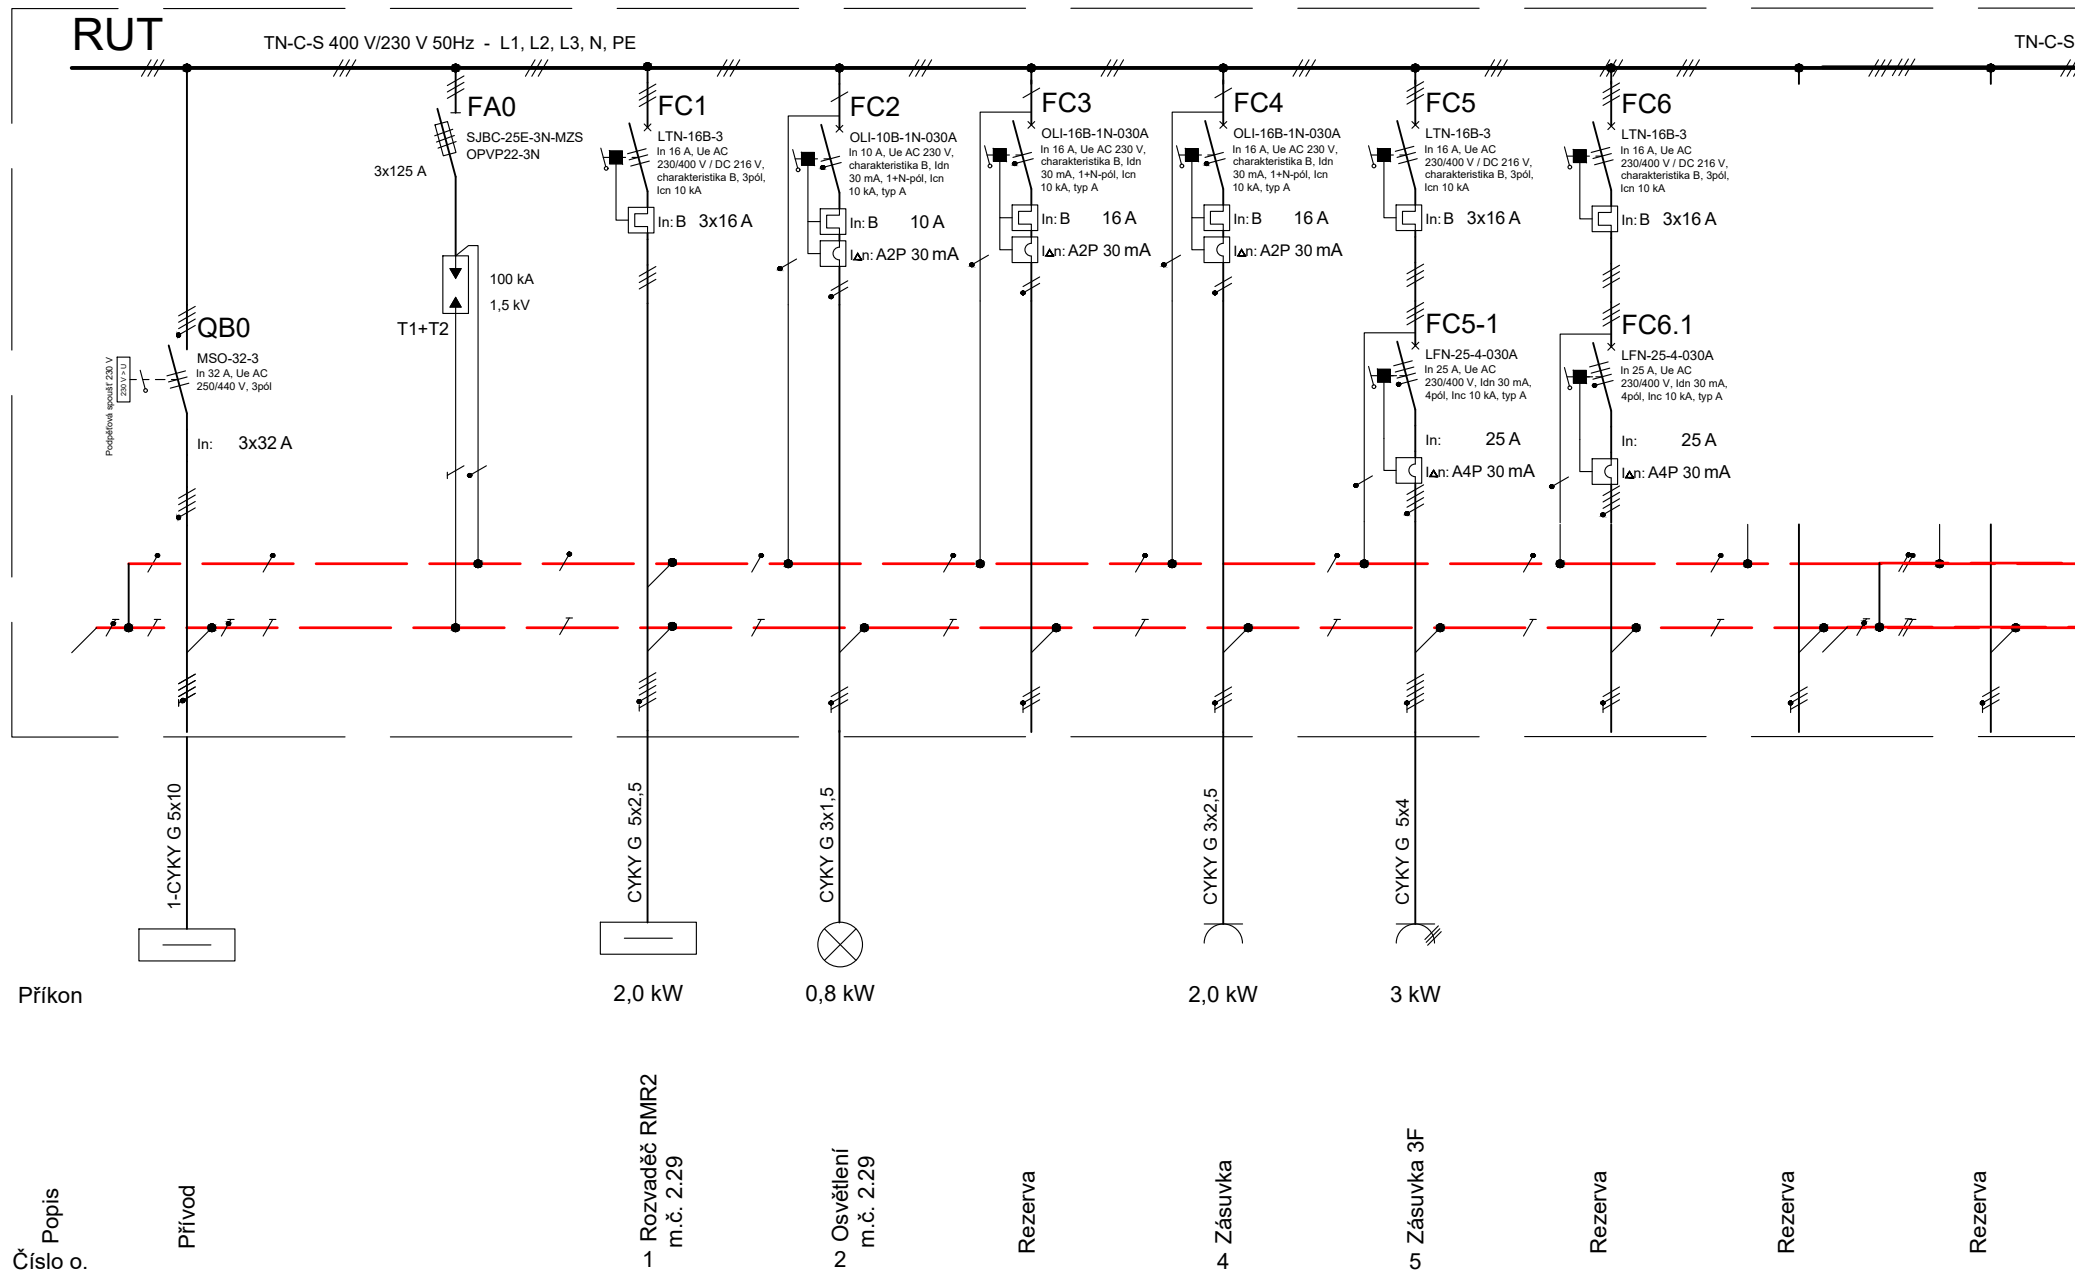 RUT
TN-C-S 400 V/230 V 50Hz - L1, L2, L3, N, PE
TN-C-S
FA0
SJBC-25E-3N-MZS
OPVP22-3N
3x125 A
100 kA
1,5 kV
T1+T2
QB0
MSO-32-3
In 32 A, Ue AC
250/440 V, 3pól
In: 3x32 A
Podpěťová spoušť 230 V
230 V > U
FC1
LTN-16B-3
In 16 A, Ue AC
230/400 V / DC 216 V,
charakteristika B, 3pól,
Icn 10 kA
In: B 3x16 A
FC2
OLI-10B-1N-030A
In 10 A, Ue AC 230 V,
charakteristika B, Idn
30 mA, 1+N-pól, Icn
10 kA, typ A
In: B 10 A
I∆n: A2P 30 mA
FC3
OLI-16B-1N-030A
In 16 A, Ue AC 230 V,
charakteristika B, Idn
30 mA, 1+N-pól, Icn
10 kA, typ A
In: B 16 A
I∆n: A2P 30 mA
FC4
OLI-16B-1N-030A
In 16 A, Ue AC 230 V,
charakteristika B, Idn
30 mA, 1+N-pól, Icn
10 kA, typ A
In: B 16 A
I∆n: A2P 30 mA
FC5
LTN-16B-3
In 16 A, Ue AC
230/400 V / DC 216 V,
charakteristika B, 3pól,
Icn 10 kA
In: B 3x16 A
FC5-1
LFN-25-4-030A
In 25 A, Ue AC
230/400 V, Idn 30 mA,
4pól, Inc 10 kA, typ A
In: 25 A
I∆n: A4P 30 mA
FC6
LTN-16B-3
In 16 A, Ue AC
230/400 V / DC 216 V,
charakteristika B, 3pól,
Icn 10 kA
In: B 3x16 A
FC6.1
LFN-25-4-030A
In 25 A, Ue AC
230/400 V, Idn 30 mA,
4pól, Inc 10 kA, typ A
In: 25 A
I∆n: A4P 30 mA
1-CYKY G 5x10
CYKY G 5x2,5
CYKY G 3x1,5
CYKY G 3x2,5
CYKY G 5x4
Příkon
2,0 kW
0,8 kW
2,0 kW
3 kW
Popis
Přívod
Rozvaděč RMR2
m.č. 2.29
Osvětlení
m.č. 2.29
Rezerva
Zásuvka
Zásuvka 3F
Rezerva
Rezerva
Rezerva
Číslo o.
1
2
4
5